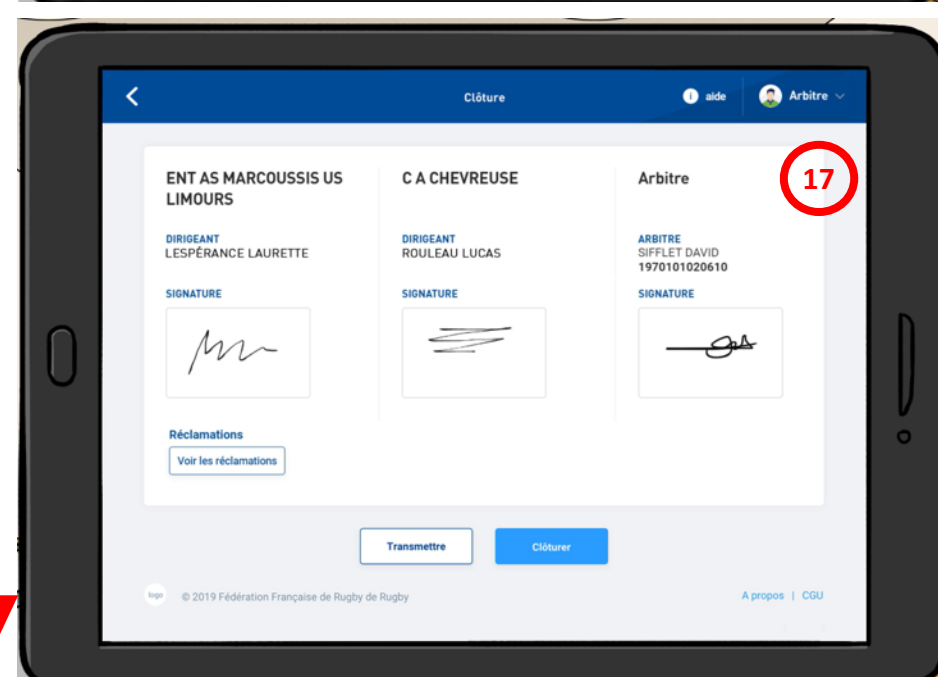 Clôture
i aide
Arbitre
17
ENT AS MARCOUSSIS US
LIMOURS
DIRIGEANT
LESPÉRANCE LAURETTE
SIGNATURE
C A CHEVREUSE
DIRIGEANT
ROULEAU LUCAS
SIGNATURE
Arbitre
ARBITRE
SIFFLET DAVID
1970101020610
SIGNATURE
Réclamations
Voir les réclamations
Transmettre
Clôturer
logo
© 2019 Fédération Française de Rugby de Rugby
A propos | CGU